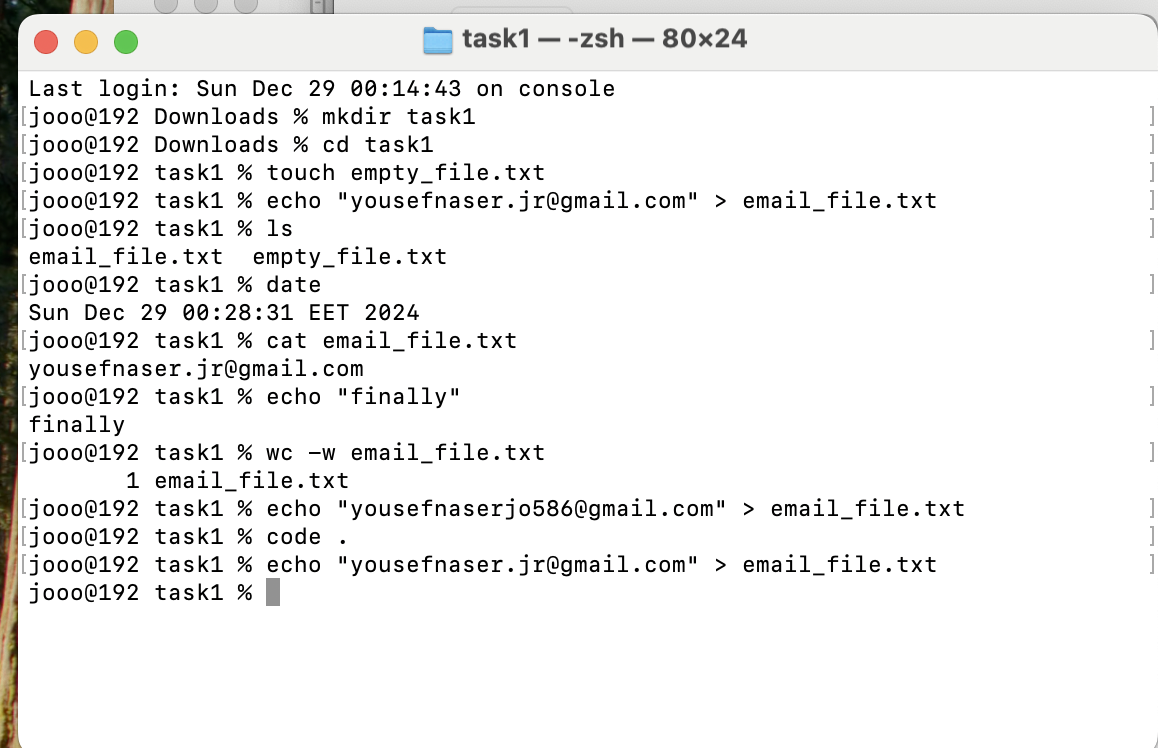 task1 — -zsh — 80×24
Last login: Sun Dec 29 00:14:43 on console
[jooo@192 Downloads % mkdir task1 ]
[jooo@192 Downloads % cd task1 ]
[jooo@192 task1 % touch empty_file.txt ]
[jooo@192 task1 % echo "yousefnaser.jr@gmail.com" > email_file.txt ]
[jooo@192 task1 % ls ]
email_file.txt  empty_file.txt
[jooo@192 task1 % date ]
Sun Dec 29 00:28:31 EET 2024
[jooo@192 task1 % cat email_file.txt ]
yousefnaser.jr@gmail.com
[jooo@192 task1 % echo "finally" ]
finally
[jooo@192 task1 % wc -w email_file.txt ]
       1 email_file.txt
[jooo@192 task1 % echo "yousefnaserjo586@gmail.com" > email_file.txt ]
[jooo@192 task1 % code . ]
[jooo@192 task1 % echo "yousefnaser.jr@gmail.com" > email_file.txt ]
jooo@192 task1 %